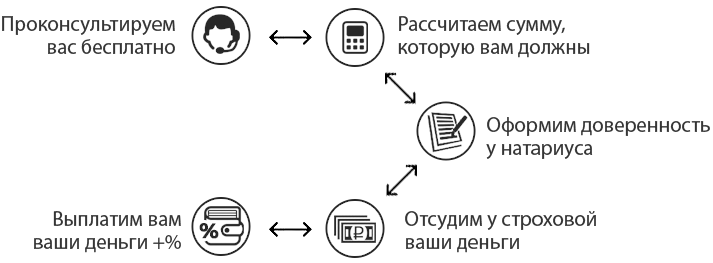 Проконсультируем
вас бесплатно
Рассчитаем сумму,
которую вам должны
Оформим доверенность
у натариуса
Отсудим у строховой
ваши деньги
Выплатим вам
ваши деньги +%
%
₽